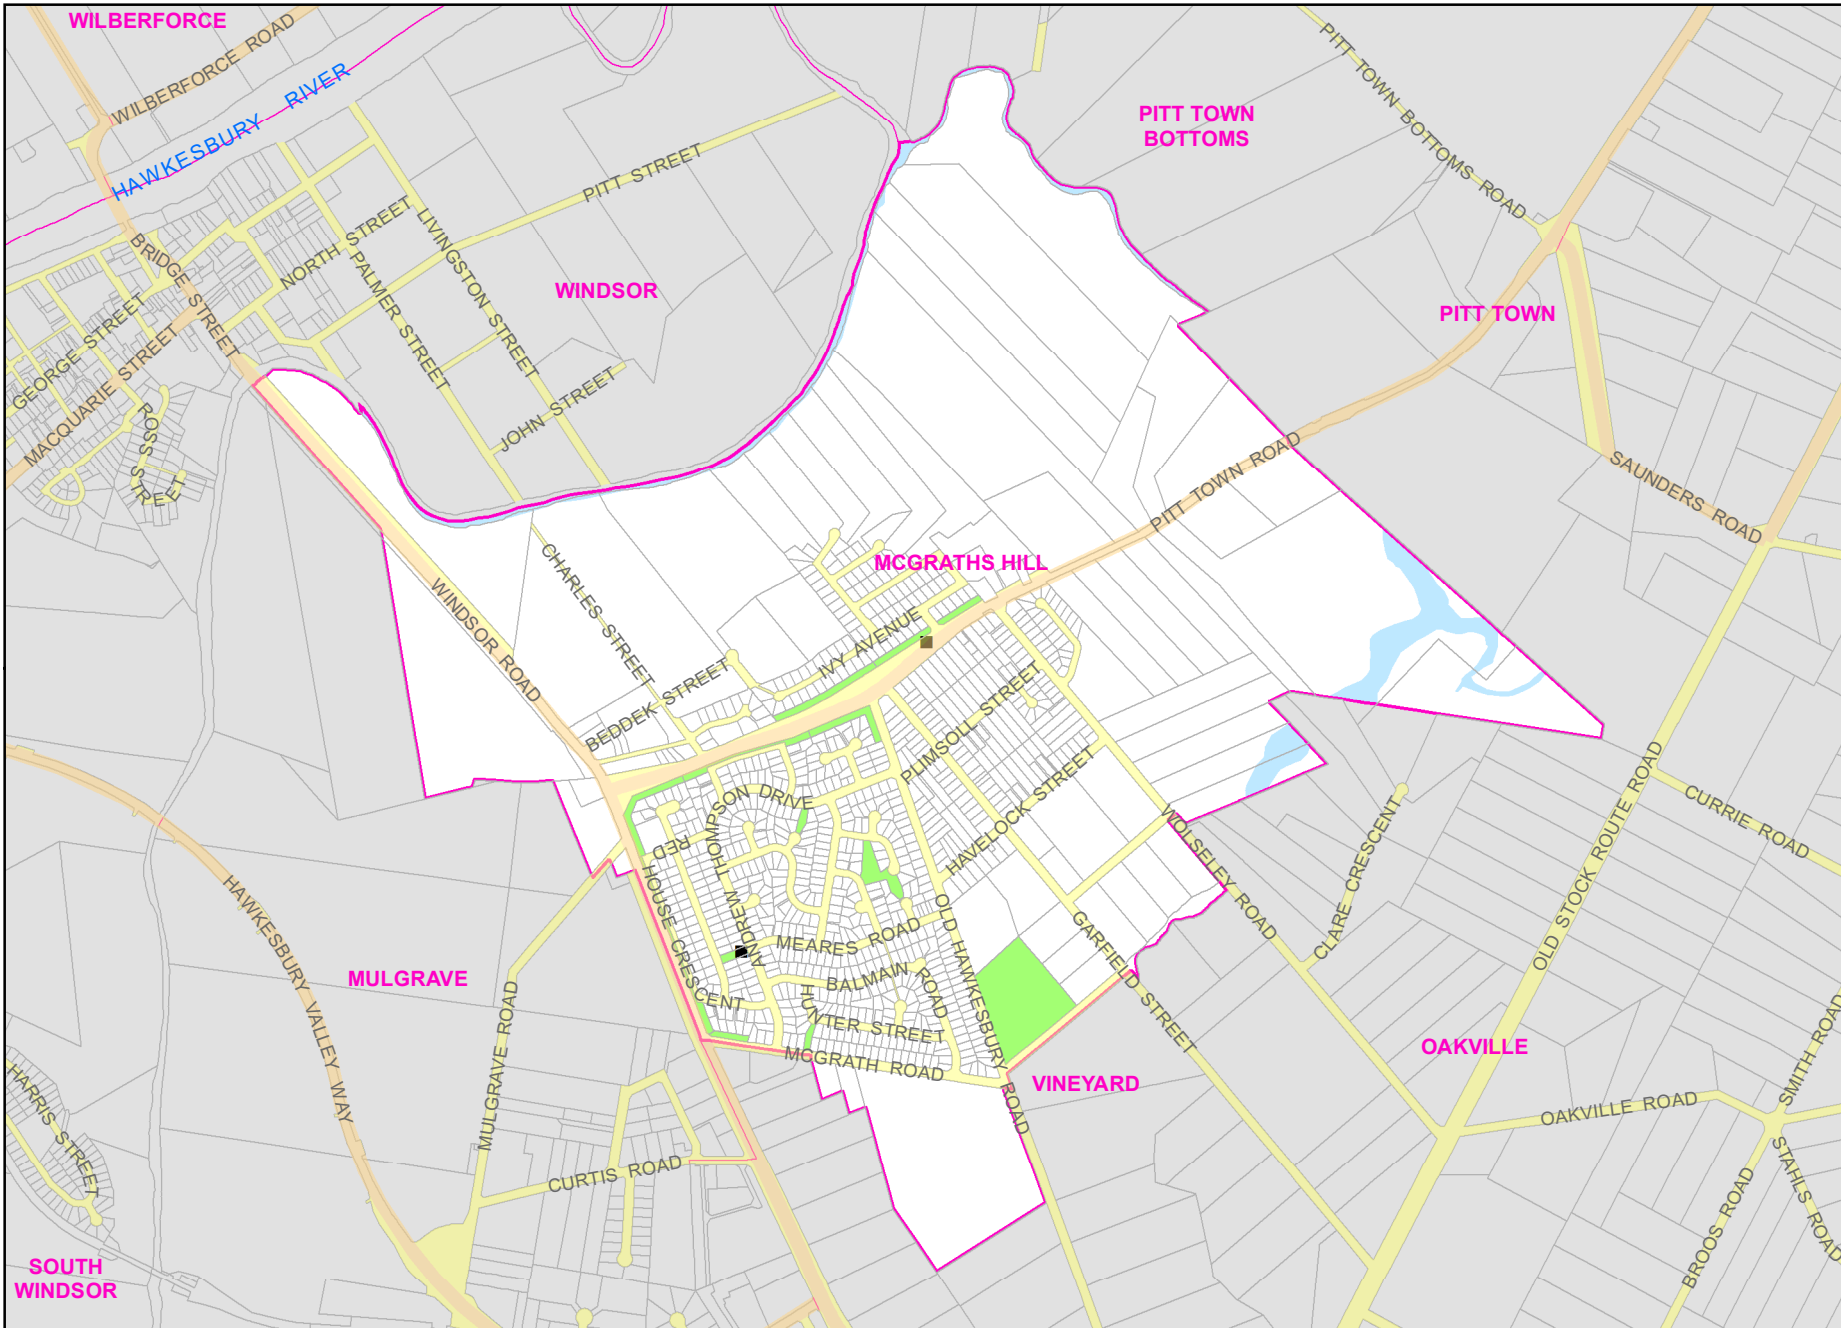 WILBERFORCE
WILBERFORCE ROAD
HAWKESBURY RIVER
PITT TOWN
BOTTOMS
PITT TOWN BOTTOMS ROAD
PITT STREET
NORTH STREET
LIVINGSTON STREET
BRIDGE STREET
PALMER STREET
WINDSOR
PITT TOWN
GEORGE STREET
MACQUARIE STREET
ROSS STREET
JOHN STREET
PITT TOWN ROAD
SAUNDERS ROAD
MCGRATHS HILL
CHARLES STREET
WINDSOR ROAD
IVY AVENUE
BEDDEK STREET
PLIMSOLL STREET
HAVELOCK STREET
RED HOUSE CRESCENT
ANDREW THOMPSON DRIVE
WOLSELEY ROAD
CLARE CRESCENT
OLD STOCK ROUTE ROAD
CURRIE ROAD
HAWKESBURY VALLEY WAY
MEARES ROAD
OLD HAWKESBURY ROAD
GARFIELD STREET
MULGRAVE
BALMAIN ROAD
HUNTER STREET
MCGRATH ROAD
VINEYARD
OAKVILLE
SMITH ROAD
MULGRAVE ROAD
HARRIS STREET
OAKVILLE ROAD
CURTIS ROAD
STAHLS ROAD
BROOS ROAD
SOUTH
WINDSOR